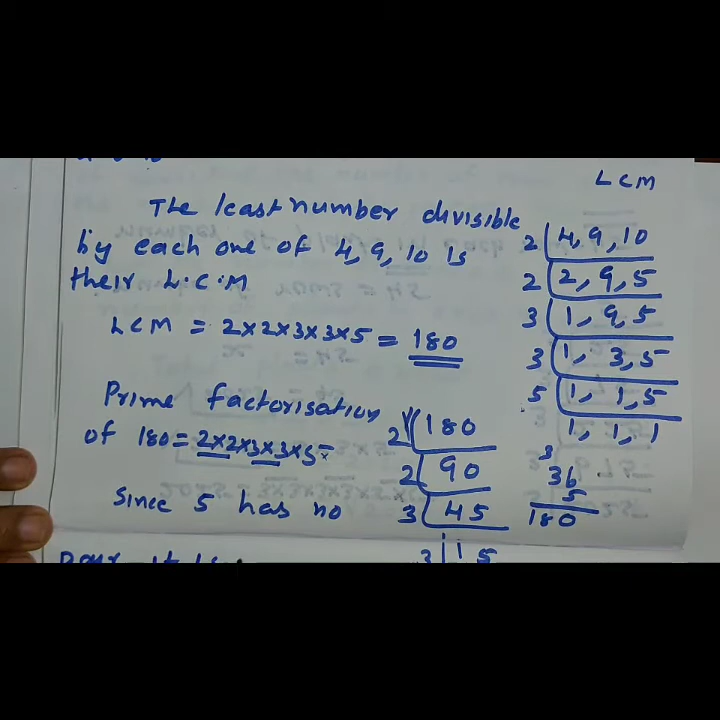 LCM
The least number divisible
by each one of 4, 9, 10 is
their L.C.M
LCM = 2×2×3×3×5 = 180
2 | 4, 9, 10
2 | 2, 9, 5
3 | 1, 9, 5
3 | 1, 3, 5
5 | 1, 1, 5
1, 1, 1
3
36
5
180
Prime factorisation
of 180 = 2×2×3×3×5
Since 5 has no
2 | 180
2 | 90
3 | 45
3 | 15